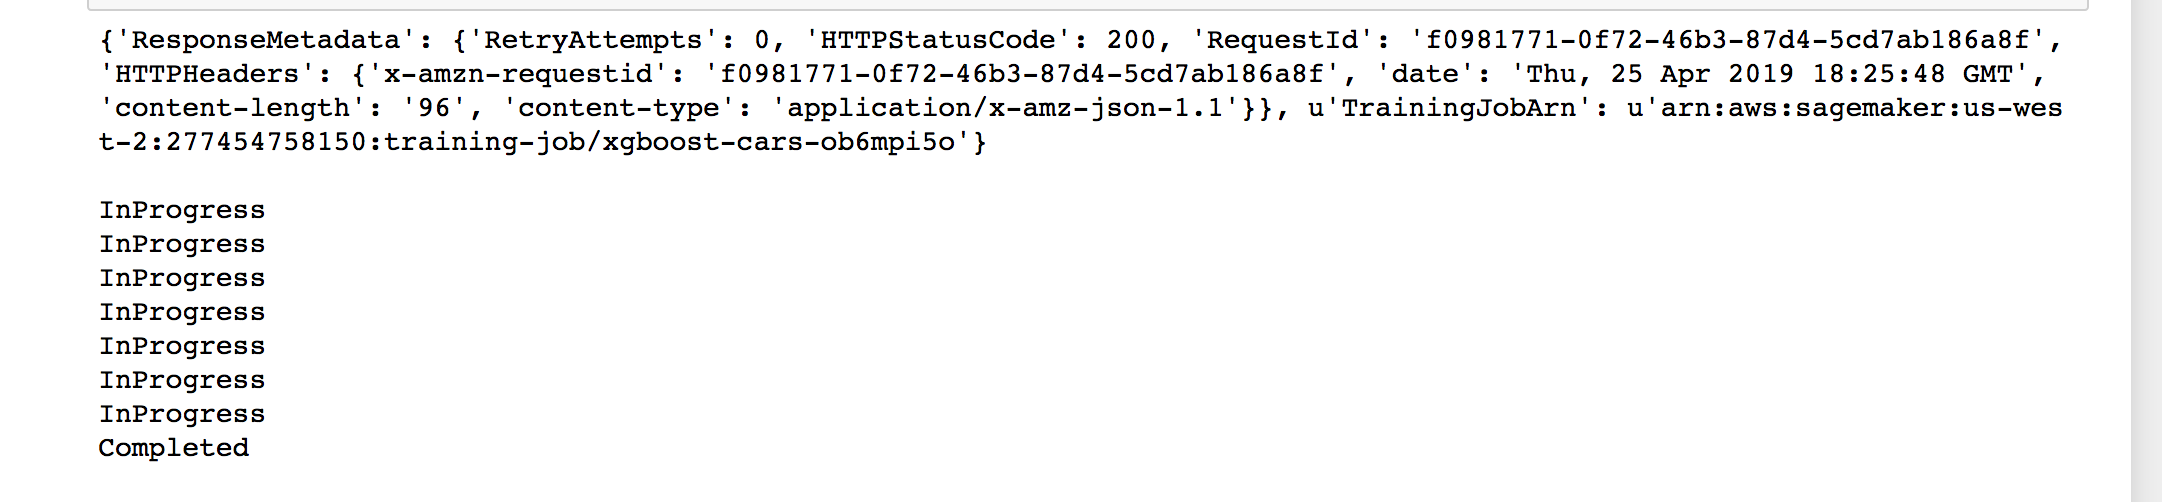 {'ResponseMetadata': {'RetryAttempts': 0, 'HTTPStatusCode': 200, 'RequestId': 'f0981771-0f72-46b3-87d4-5cd7ab186a8f',
'HTTPHeaders': {'x-amzn-requestid': 'f0981771-0f72-46b3-87d4-5cd7ab186a8f', 'date': 'Thu, 25 Apr 2019 18:25:48 GMT',
'content-length': '96', 'content-type': 'application/x-amz-json-1.1'}}, u'TrainingJobArn': u'arn:aws:sagemaker:us-wes
t-2:277454758150:training-job/xgboost-cars-ob6mpi5o'}
InProgress
InProgress
InProgress
InProgress
InProgress
InProgress
InProgress
Completed